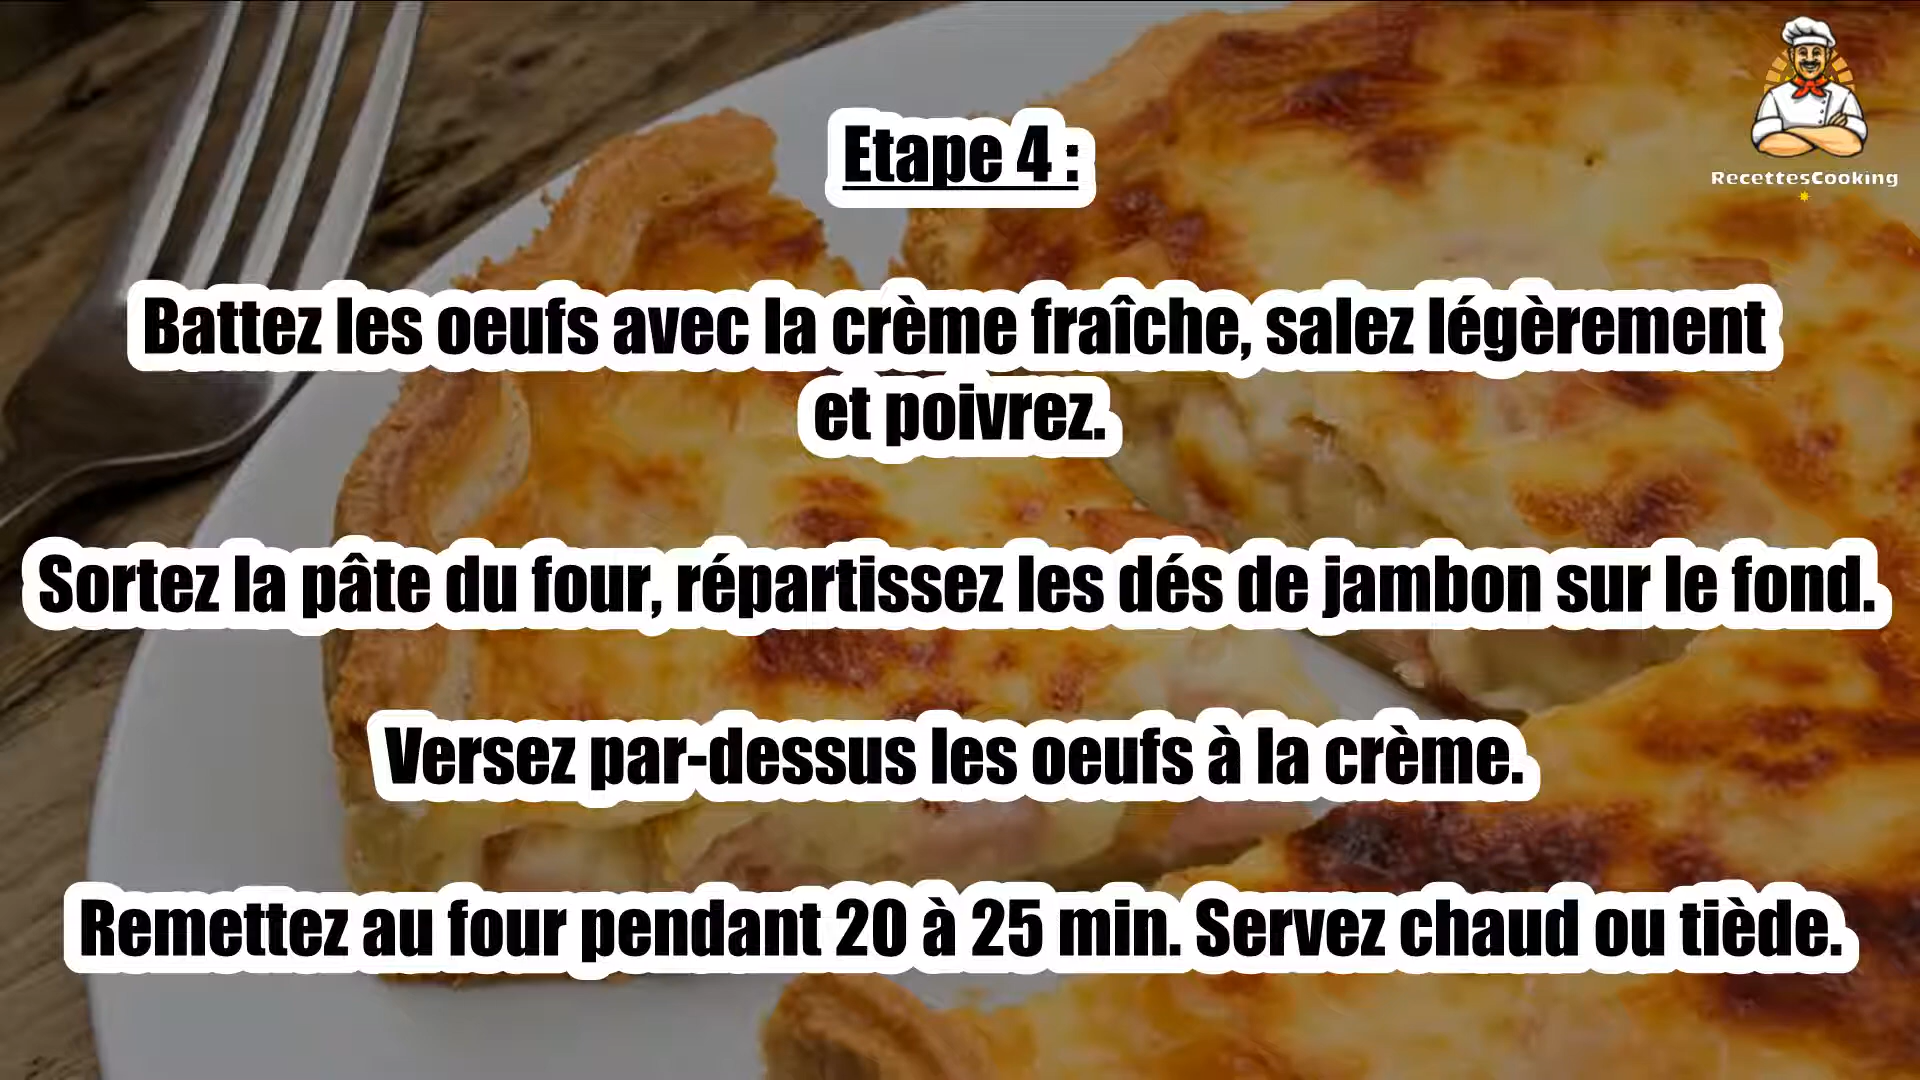 RecettesCooking
Etape 4 :
Battez les oeufs avec la crème fraîche, salez légèrement
et poivrez.
Sortez la pâte du four, répartissez les dés de jambon sur le fond.
Versez par-dessus les oeufs à la crème.
Remettez au four pendant 20 à 25 min. Servez chaud ou tiède.